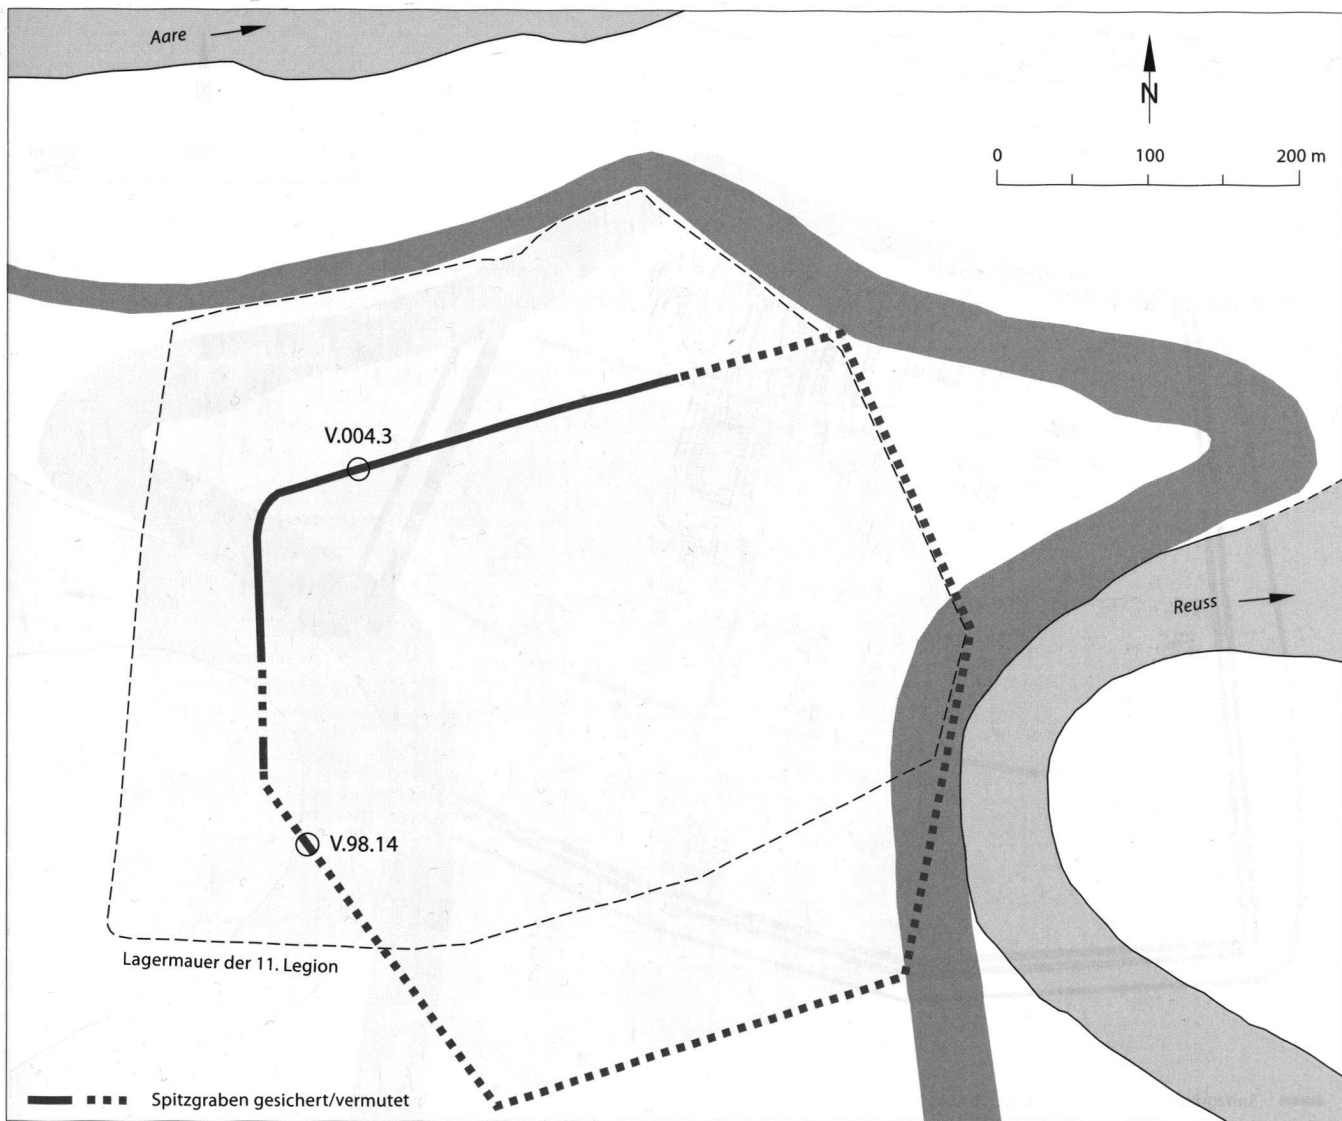 Aare
N
0 100 200 m
V.004.3
Reuss
V.98.14
Lagermauer der 11. Legion
Spitzgraben gesichert/vermutet